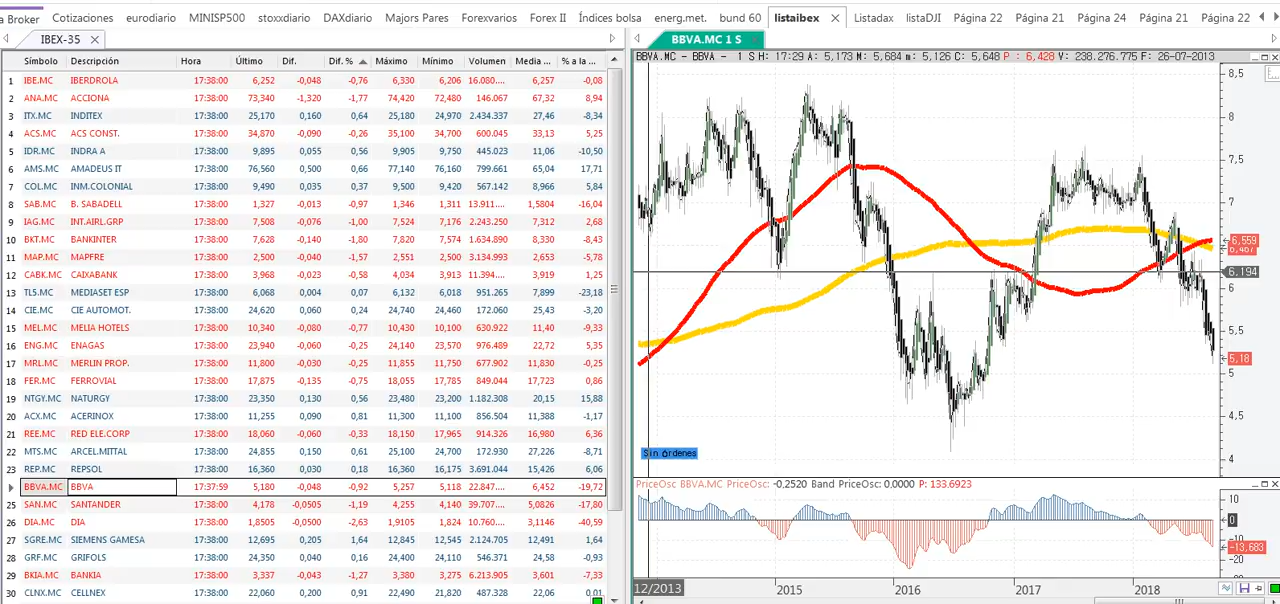 a Broker Cotizaciones eurodiario MINISP500 stoxxdiario DAXdiario Majors Pares Forexvarios Forex II Índices bolsa energ.met. bund 60 listaibex Listadax listaDJI Página 22 Página 21 Página 24 Página 21 Página 22
IBEX-35
BBVA.MC 1 S
BBVA.MC - BBVA - 1 S H: 17:29 A: 5,173 M: 5,684 m: 5,126 C: 5,648 P : 6,428 V: 238.276.775 F: 26-07-2013
Símbolo Descripción Hora Último Dif. Dif. % Máximo Mínimo Volumen Media ... % a la ...
1 IBE.MC IBERDROLA 17:38:00 6,252 -0,048 -0,76 6,330 6,206 16.080.... 6,257 -0,08
2 ANA.MC ACCIONA 17:38:00 73,340 -1,320 -1,77 74,420 72,480 146.067 67,32 8,94
3 ITX.MC INDITEX 17:38:00 25,170 0,160 0,64 25,180 24,970 2.434.337 27,46 -8,34
4 ACS.MC ACS CONST. 17:38:00 34,870 -0,090 -0,26 35,100 34,700 600.045 33,13 5,25
5 IDR.MC INDRA A 17:38:00 9,895 0,055 0,56 9,905 9,750 445.023 11,06 -10,50
6 AMS.MC AMADEUS IT 17:38:00 76,560 0,500 0,66 77,140 76,160 799.661 65,04 17,71
7 COL.MC INM.COLONIAL 17:38:00 9,490 0,035 0,37 9,500 9,420 567.142 8,966 5,84
8 SAB.MC B. SABADELL 17:38:00 1,327 -0,013 -0,97 1,346 1,311 13.911.... 1,5804 -16,04
9 IAG.MC INT.AIRL.GRP 17:38:00 7,508 -0,076 -1,00 7,524 7,176 2.243.250 7,312 2,68
10 BKT.MC BANKINTER 17:38:00 7,628 -0,140 -1,80 7,820 7,574 1.634.890 8,330 -8,43
11 MAP.MC MAPFRE 17:38:00 2,500 -0,040 -1,57 2,551 2,500 3.134.995 2,653 -5,78
12 CABK.MC CAIXABANK 17:38:00 3,968 -0,023 -0,58 4,034 3,913 11.394.... 3,919 1,25
13 TL5.MC MEDIASET ESP 17:38:00 6,068 0,004 0,07 6,132 6,018 951.265 7,899 -23,18
14 CIE.MC CIE AUTOMOT. 17:38:00 24,620 0,060 0,24 24,740 24,460 172.060 25,43 -3,20
15 MEL.MC MELIA HOTELS 17:38:00 10,340 -0,080 -0,77 10,430 10,100 630.922 11,40 -9,33
16 ENG.MC ENAGAS 17:38:00 23,940 -0,060 -0,25 24,140 23,570 976.489 22,72 5,35
17 MRL.MC MERLIN PROP. 17:38:00 11,800 -0,030 -0,25 11,855 11,750 677.902 11,830 -0,25
18 FER.MC FERROVIAL 17:38:00 17,875 -0,135 -0,75 18,055 17,785 849.044 17,723 0,86
19 NTGY.MC NATURGY 17:38:00 23,350 0,130 0,56 23,480 23,200 1.182.308 20,15 15,88
20 ACX.MC ACERINOX 17:38:00 11,255 0,090 0,81 11,300 11,100 856.504 11,388 -1,17
21 REE.MC RED ELE.CORP 17:38:00 18,060 -0,060 -0,33 18,150 17,965 914.326 16,980 6,36
22 MTS.MC ARCEL.MITTAL 17:38:00 24,855 0,150 0,61 25,100 24,700 172.930 27,226 -8,71
23 REP.MC REPSOL 17:38:00 16,360 0,030 0,18 16,360 16,175 3.691.044 15,426 6,06
BBVA.MC BBVA 17:37:59 5,180 -0,048 -0,92 5,257 5,118 22.847.... 6,452 -19,72
25 SAN.MC SANTANDER 17:38:00 4,178 -0,0505 -1,19 4,255 4,140 39.707.... 5,0826 -17,80
26 DIA.MC DIA 17:38:00 1,8505 -0,0500 -2,63 1,9105 1,824 10.760.... 3,1146 -40,59
27 SGRE.MC SIEMENS GAMESA 17:38:00 12,695 0,205 1,64 12,845 12,545 2.124.705 12,491 1,64
28 GRF.MC GRIFOLS 17:38:00 24,350 0,040 0,16 24,400 24,110 546.371 24,58 -0,93
29 BKIA.MC BANKIA 17:38:00 3,337 -0,043 -1,27 3,380 3,275 6.213.905 3,601 -7,33
30 CLNX.MC CELLNEX 17:38:00 22,060 0,200 0,91 22,490 21,840 487.328 22,06 0,01
8,5
8
7,5
7
6,559
6,467
6,194
6
5,5
5,18
5
4,5
4
Sin órdenes
PriceOsc BBVA.MC PriceOsc: -0,2520 Band PriceOsc: 0,0000 P: 133.6923
10
0
-10
-13,683
-20
12/2013 2015 2016 2017 2018